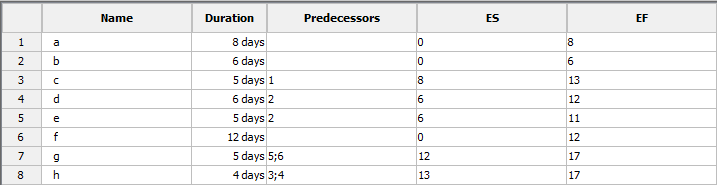 Name Duration Predecessors ES EF
1 a 8 days 0 8
2 b 6 days 0 6
3 c 5 days 1 8 13
4 d 6 days 2 6 12
5 e 5 days 2 6 11
6 f 12 days 0 12
7 g 5 days 5;6 12 17
8 h 4 days 3;4 13 17